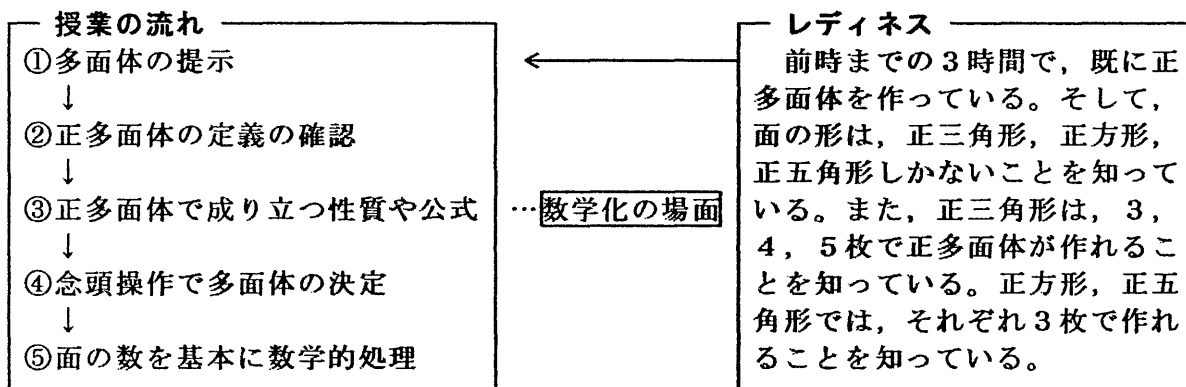 授業の流れ
①多面体の提示
↓
②正多面体の定義の確認
↓
③正多面体で成り立つ性質や公式 …数学化の場面
↓
④念頭操作で多面体の決定
↓
⑤面の数を基本に数学的処理
レディネス
前時までの3時間で，既に正
多面体を作っている。そして，
面の形は，正三角形，正方形，
正五角形しかないことを知って
いる。また，正三角形は，3，
4，5枚で正多面体が作れるこ
とを知っている。正方形，正五
角形では，それぞれ3枚で作れ
ることを知っている。